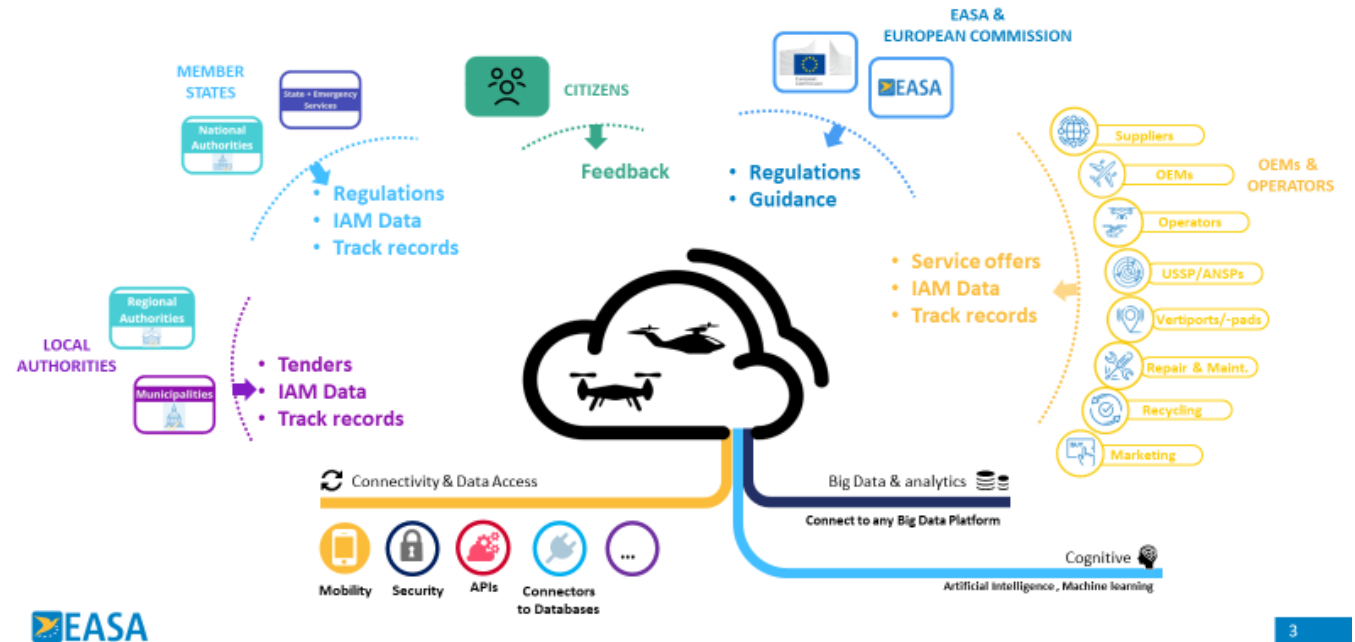 EASA &
EUROPEAN COMMISSION
European
Commission
EASA
MEMBER
STATES
State + Emergency
Services
National
Authorities
CITIZENS
Feedback
• Regulations
• IAM Data
• Track records
• Regulations
• Guidance
Suppliers
OEMs
OEMs &
OPERATORS
Operators
USSP/ANSPs
Vertiports/-pads
Repair & Maint.
Recycling
BUY
Marketing
• Service offers
• IAM Data
• Track records
Regional
Authorities
LOCAL
AUTHORITIES
Municipalities
• Tenders
• IAM Data
• Track records
Connectivity & Data Access
Mobility
Security
APIs
Connectors
to Databases
...
Big Data & analytics
Connect to any Big Data Platform
Cognitive
Artificial Intelligence , Machine learning
EASA
3